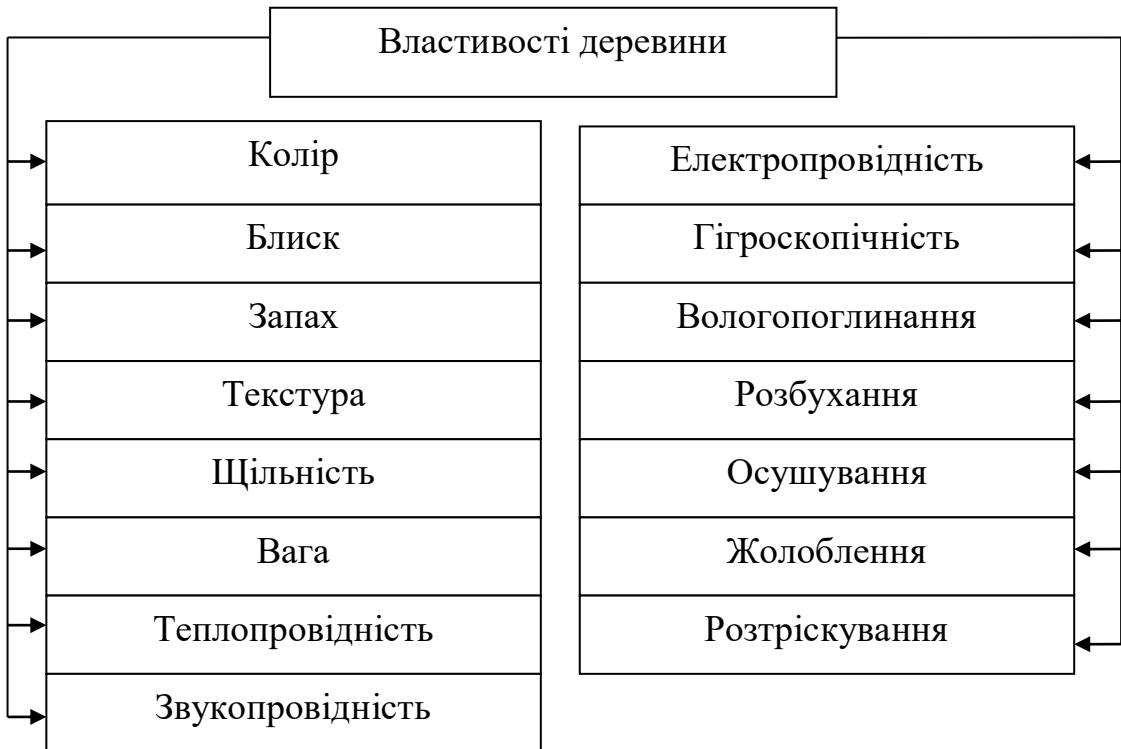 Властивості деревини
Колір
Блиск
Запах
Текстура
Щільність
Вага
Теплопровідність
Звукопровідність
Електропровідність
Гігроскопічність
Вологопоглинання
Розбухання
Осушування
Жолоблення
Розтріскування